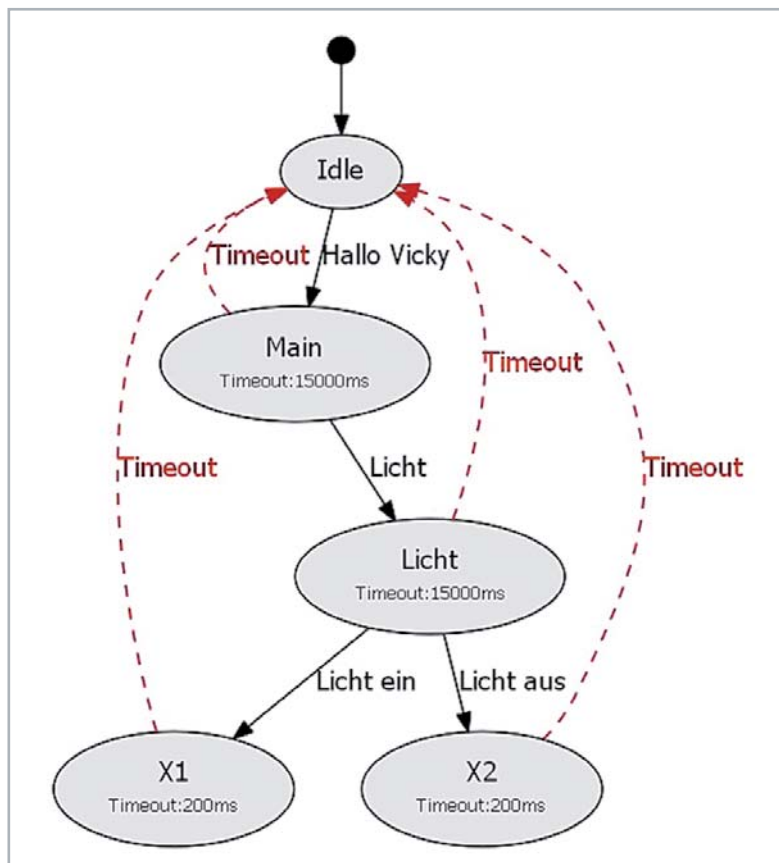 Idle
Timeout
Hallo Vicky
Main
Timeout:15000ms
Timeout
Timeout
Timeout
Licht
Licht
Timeout:15000ms
Licht ein
Licht aus
X1
Timeout:200ms
X2
Timeout:200ms